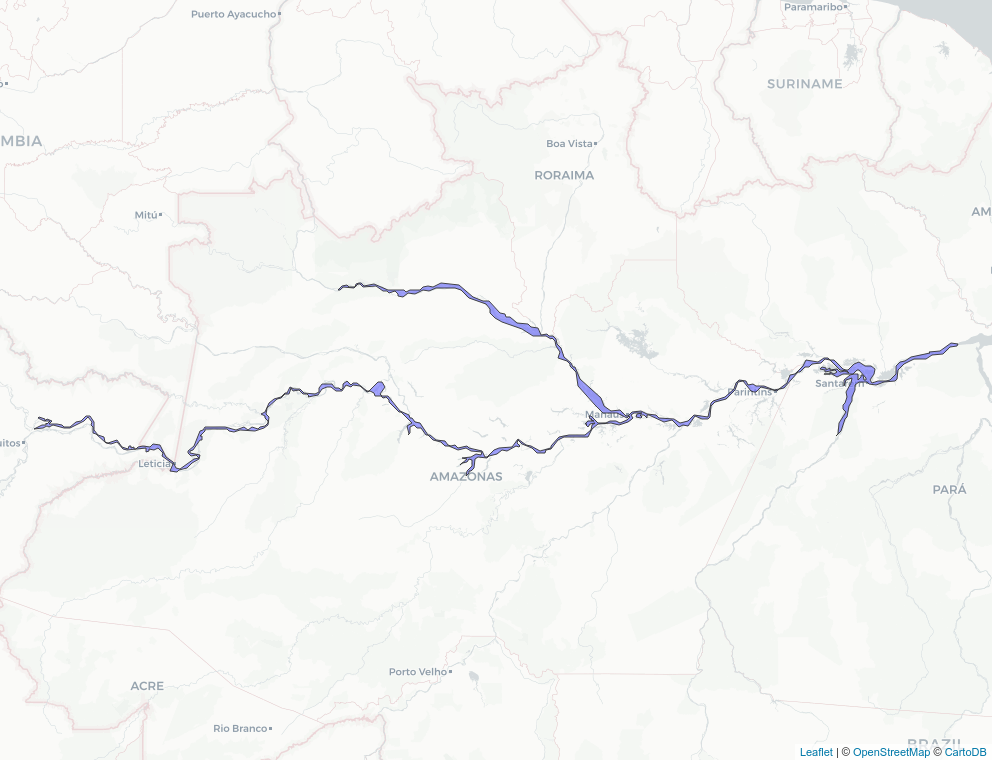 Paramaribo
Puerto Ayacucho
SURINAME
MBIA
Boa Vista
RORAIMA
Mitú
AM
Santarém
Parintins
Manaus
uitos
Leticia
AMAZONAS
PARÁ
Porto Velho
ACRE
Rio Branco
BRAZIL
Leaflet | © OpenStreetMap © CartoDB